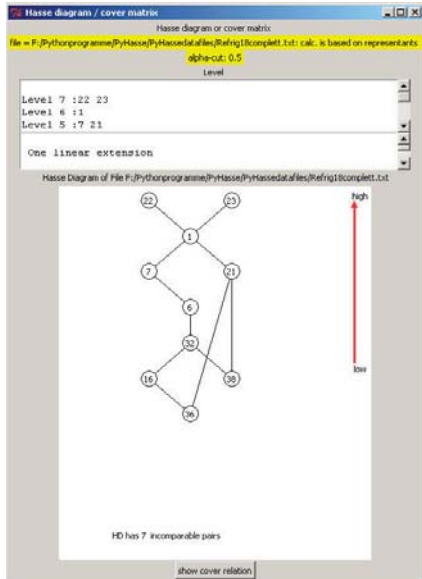 Hasse diagram / cover matrix
Hasse diagram or cover matrix
file = F:/Pythonprogramme/PyHasse/PyHassedatafiles/Refrig18complett.txt: calc. is based on representants
alpha-cut: 0.5
Level
Level 7 :22 23
Level 6 :1
Level 5 :7 21
One linear extension
Hasse Diagram of File F:/Pythonprogramme/PyHasse/PyHassedatafiles/Refrig18complett.txt
22 23 high
1
7 21
6
32
low
16 38
36
HD has 7 incomparable pairs
show cover relation